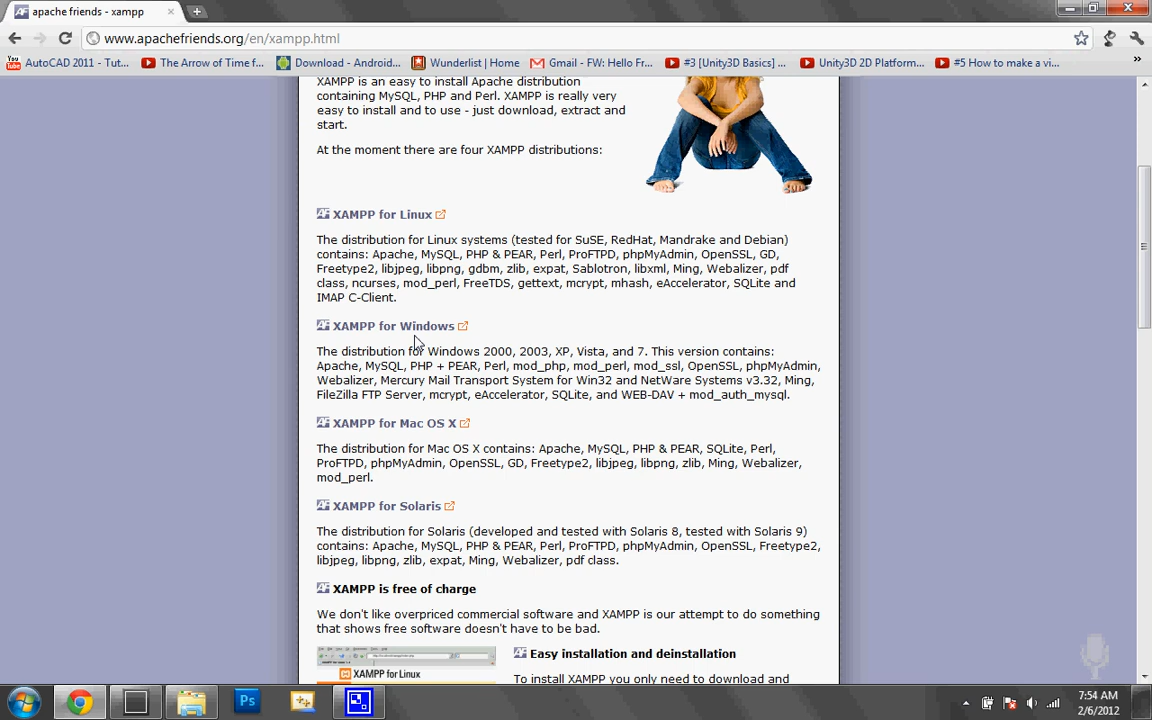 apache friends - xampp
www.apachefriends.org/en/xampp.html
AutoCAD 2011 - Tut...
The Arrow of Time f...
Download - Android...
Wunderlist | Home
Gmail - FW: Hello Fr...
#3 [Unity3D Basics] ...
Unity3D 2D Platform...
#5 How to make a vi...
XAMPP is an easy to install Apache distribution
containing MySQL, PHP and Perl. XAMPP is really very
easy to install and to use - just download, extract and
start.
At the moment there are four XAMPP distributions:
XAMPP for Linux
The distribution for Linux systems (tested for SuSE, RedHat, Mandrake and Debian)
contains: Apache, MySQL, PHP & PEAR, Perl, ProFTPD, phpMyAdmin, OpenSSL, GD,
Freetype2, libjpeg, libpng, gdbm, zlib, expat, Sablotron, libxml, Ming, Webalizer, pdf
class, ncurses, mod_perl, FreeTDS, gettext, mcrypt, mhash, eAccelerator, SQLite and
IMAP C-Client.
XAMPP for Windows
The distribution for Windows 2000, 2003, XP, Vista, and 7. This version contains:
Apache, MySQL, PHP + PEAR, Perl, mod_php, mod_perl, mod_ssl, OpenSSL, phpMyAdmin,
Webalizer, Mercury Mail Transport System for Win32 and NetWare Systems v3.32, Ming,
FileZilla FTP Server, mcrypt, eAccelerator, SQLite, and WEB-DAV + mod_auth_mysql.
XAMPP for Mac OS X
The distribution for Mac OS X contains: Apache, MySQL, PHP & PEAR, SQLite, Perl,
ProFTPD, phpMyAdmin, OpenSSL, GD, Freetype2, libjpeg, libpng, zlib, Ming, Webalizer,
mod_perl.
XAMPP for Solaris
The distribution for Solaris (developed and tested with Solaris 8, tested with Solaris 9)
contains: Apache, MySQL, PHP & PEAR, Perl, ProFTPD, phpMyAdmin, OpenSSL, Freetype2,
libjpeg, libpng, zlib, expat, Ming, Webalizer, pdf class.
XAMPP is free of charge
We don't like overpriced commercial software and XAMPP is our attempt to do something
that shows free software doesn't have to be bad.
XAMPP for Linux
Easy installation and deinstallation
To install XAMPP you only need to download and
Ps
7:54 AM
2/6/2012